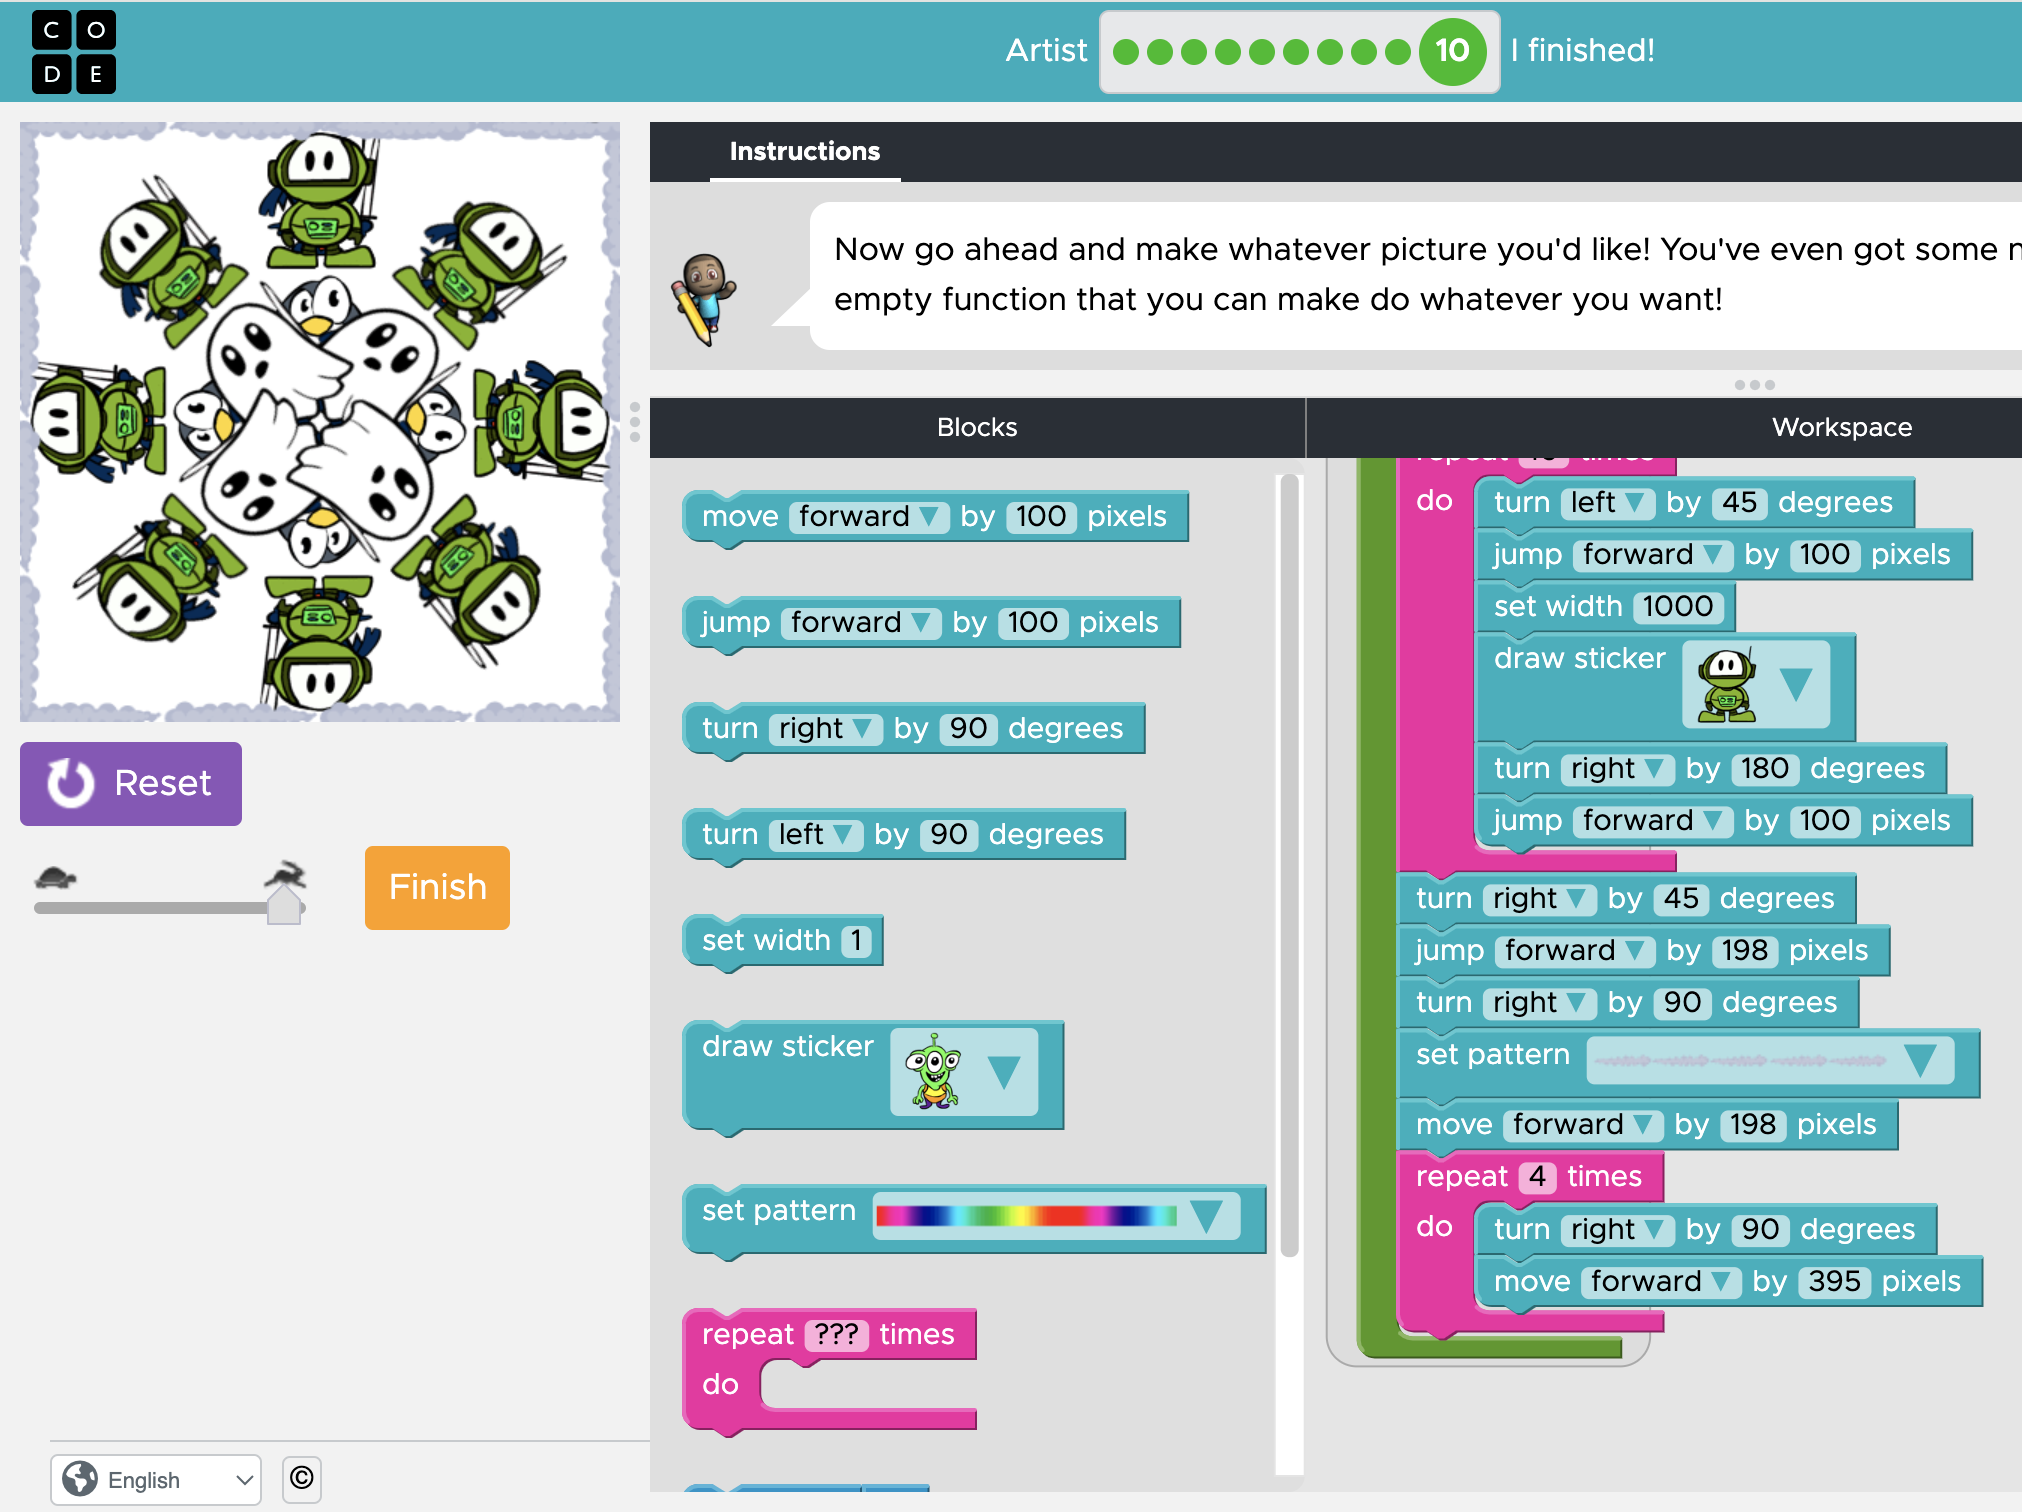 C O
D E
Artist
10
I finished!
Instructions
Now go ahead and make whatever picture you'd like! You've even got some
empty function that you can make do whatever you want!
Blocks
Workspace
move forward by 100 pixels
jump forward by 100 pixels
turn right by 90 degrees
turn left by 90 degrees
set width 1
draw sticker
set pattern
repeat ??? times
do
repeat times
do
turn left by 45 degrees
jump forward by 100 pixels
set width 1000
draw sticker
turn right by 180 degrees
jump forward by 100 pixels
turn right by 45 degrees
jump forward by 198 pixels
turn right by 90 degrees
set pattern
move forward by 198 pixels
repeat 4 times
do
turn right by 90 degrees
move forward by 395 pixels
Reset
Finish
English
©